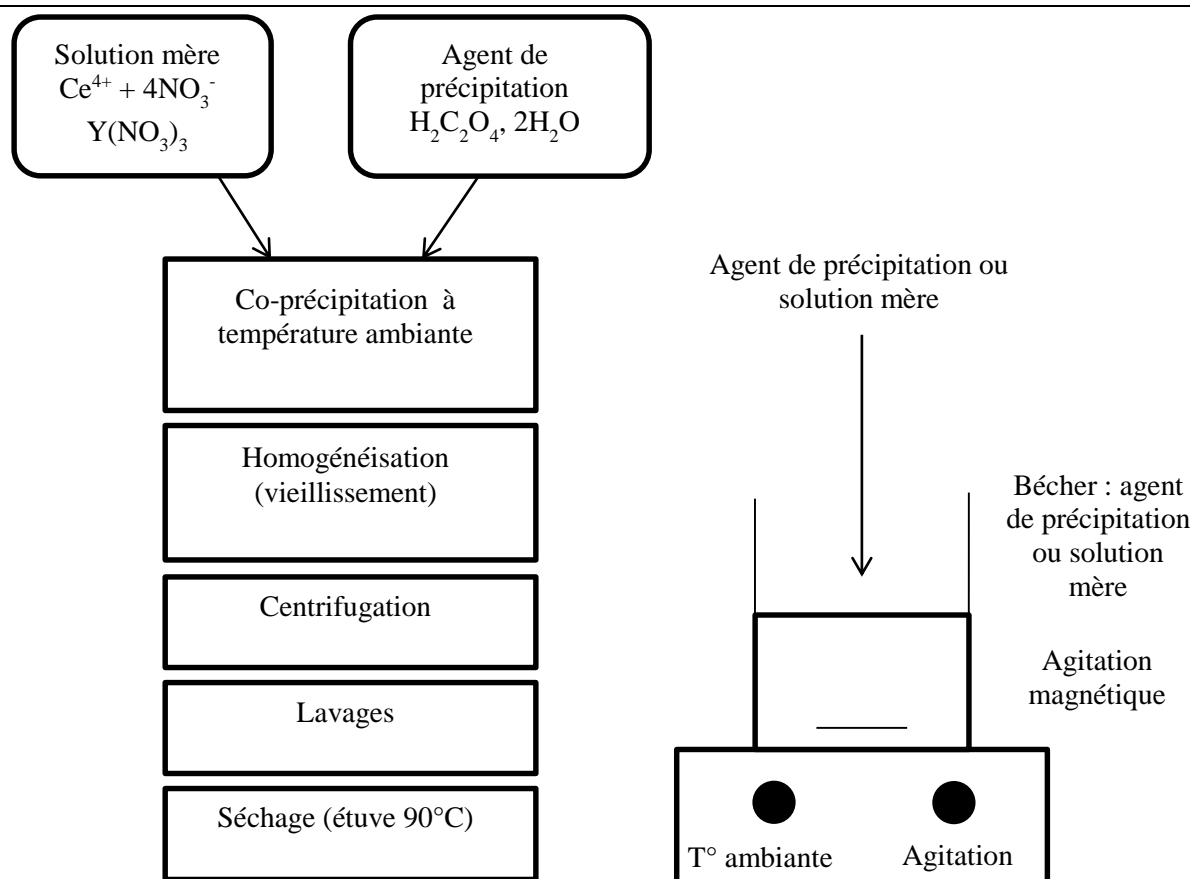 Solution mère
Ce⁴⁺ + 4NO₃⁻
Y(NO₃)₃
Agent de
précipitation
H₂C₂O₄, 2H₂O
Co-précipitation à
température ambiante
Homogénéisation
(vieillissement)
Centrifugation
Lavages
Séchage (étuve 90°C)
Agent de précipitation ou
solution mère
Bécher : agent
de précipitation
ou solution
mère
Agitation
magnétique
T° ambiante
Agitation